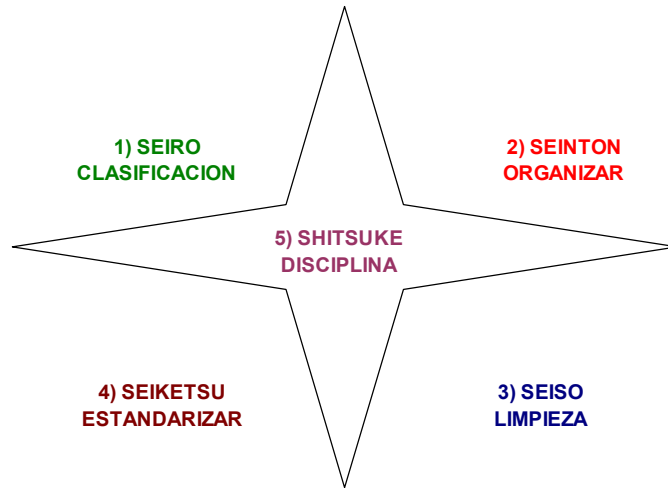 1) SEIRO
CLASIFICACION
2) SEINTON
ORGANIZAR
5) SHITSUKE
DISCIPLINA
4) SEIKETSU
ESTANDARIZAR
3) SEISO
LIMPIEZA